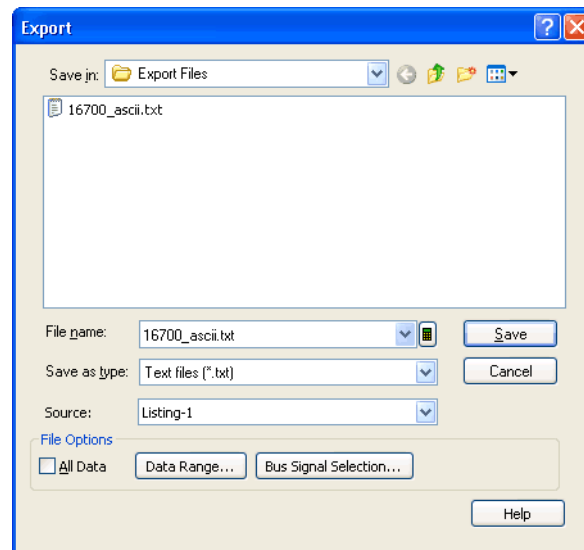 Export
Save in: Export Files
16700_ascii.txt
File name: 16700_ascii.txt Save
Save as type: Text files (*.txt) Cancel
Source: Listing-1
File Options
All Data Data Range... Bus Signal Selection...
Help